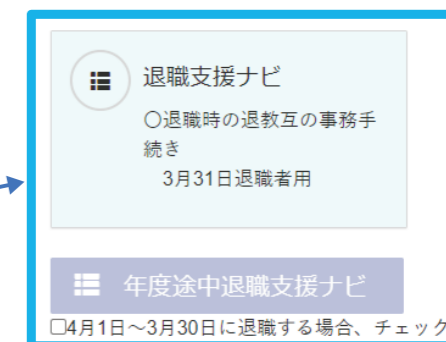 退職支援ナビ
〇退職時の退教互の事務手
続き
3月31日退職者用
年度途中退職支援ナビ
□4月1日～3月30日に退職する場合、チェック